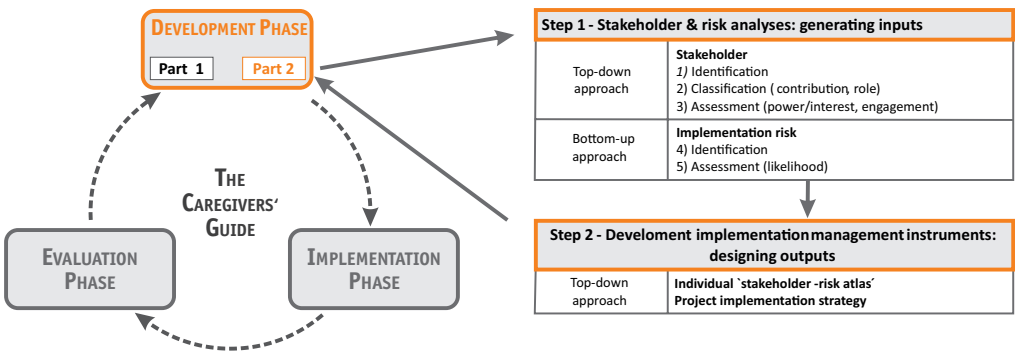 DEVELOPMENT PHASE
Part 1
Part 2
THE
CAREGIVERS‘
GUIDE
EVALUATION
PHASE
IMPLEMENTATION
PHASE
Step 1 - Stakeholder & risk analyses: generating inputs
Top-down
approach
Stakeholder
1) Identification
2) Classification ( contribution, role)
3) Assessment (power/interest, engagement)
Bottom-up
approach
Implementation risk
4) Identification
5) Assessment (likelihood)
Step 2 - Develoment implementation management instruments:
designing outputs
Top-down
approach
Individual `stakeholder -risk atlas´
Project implementation strategy